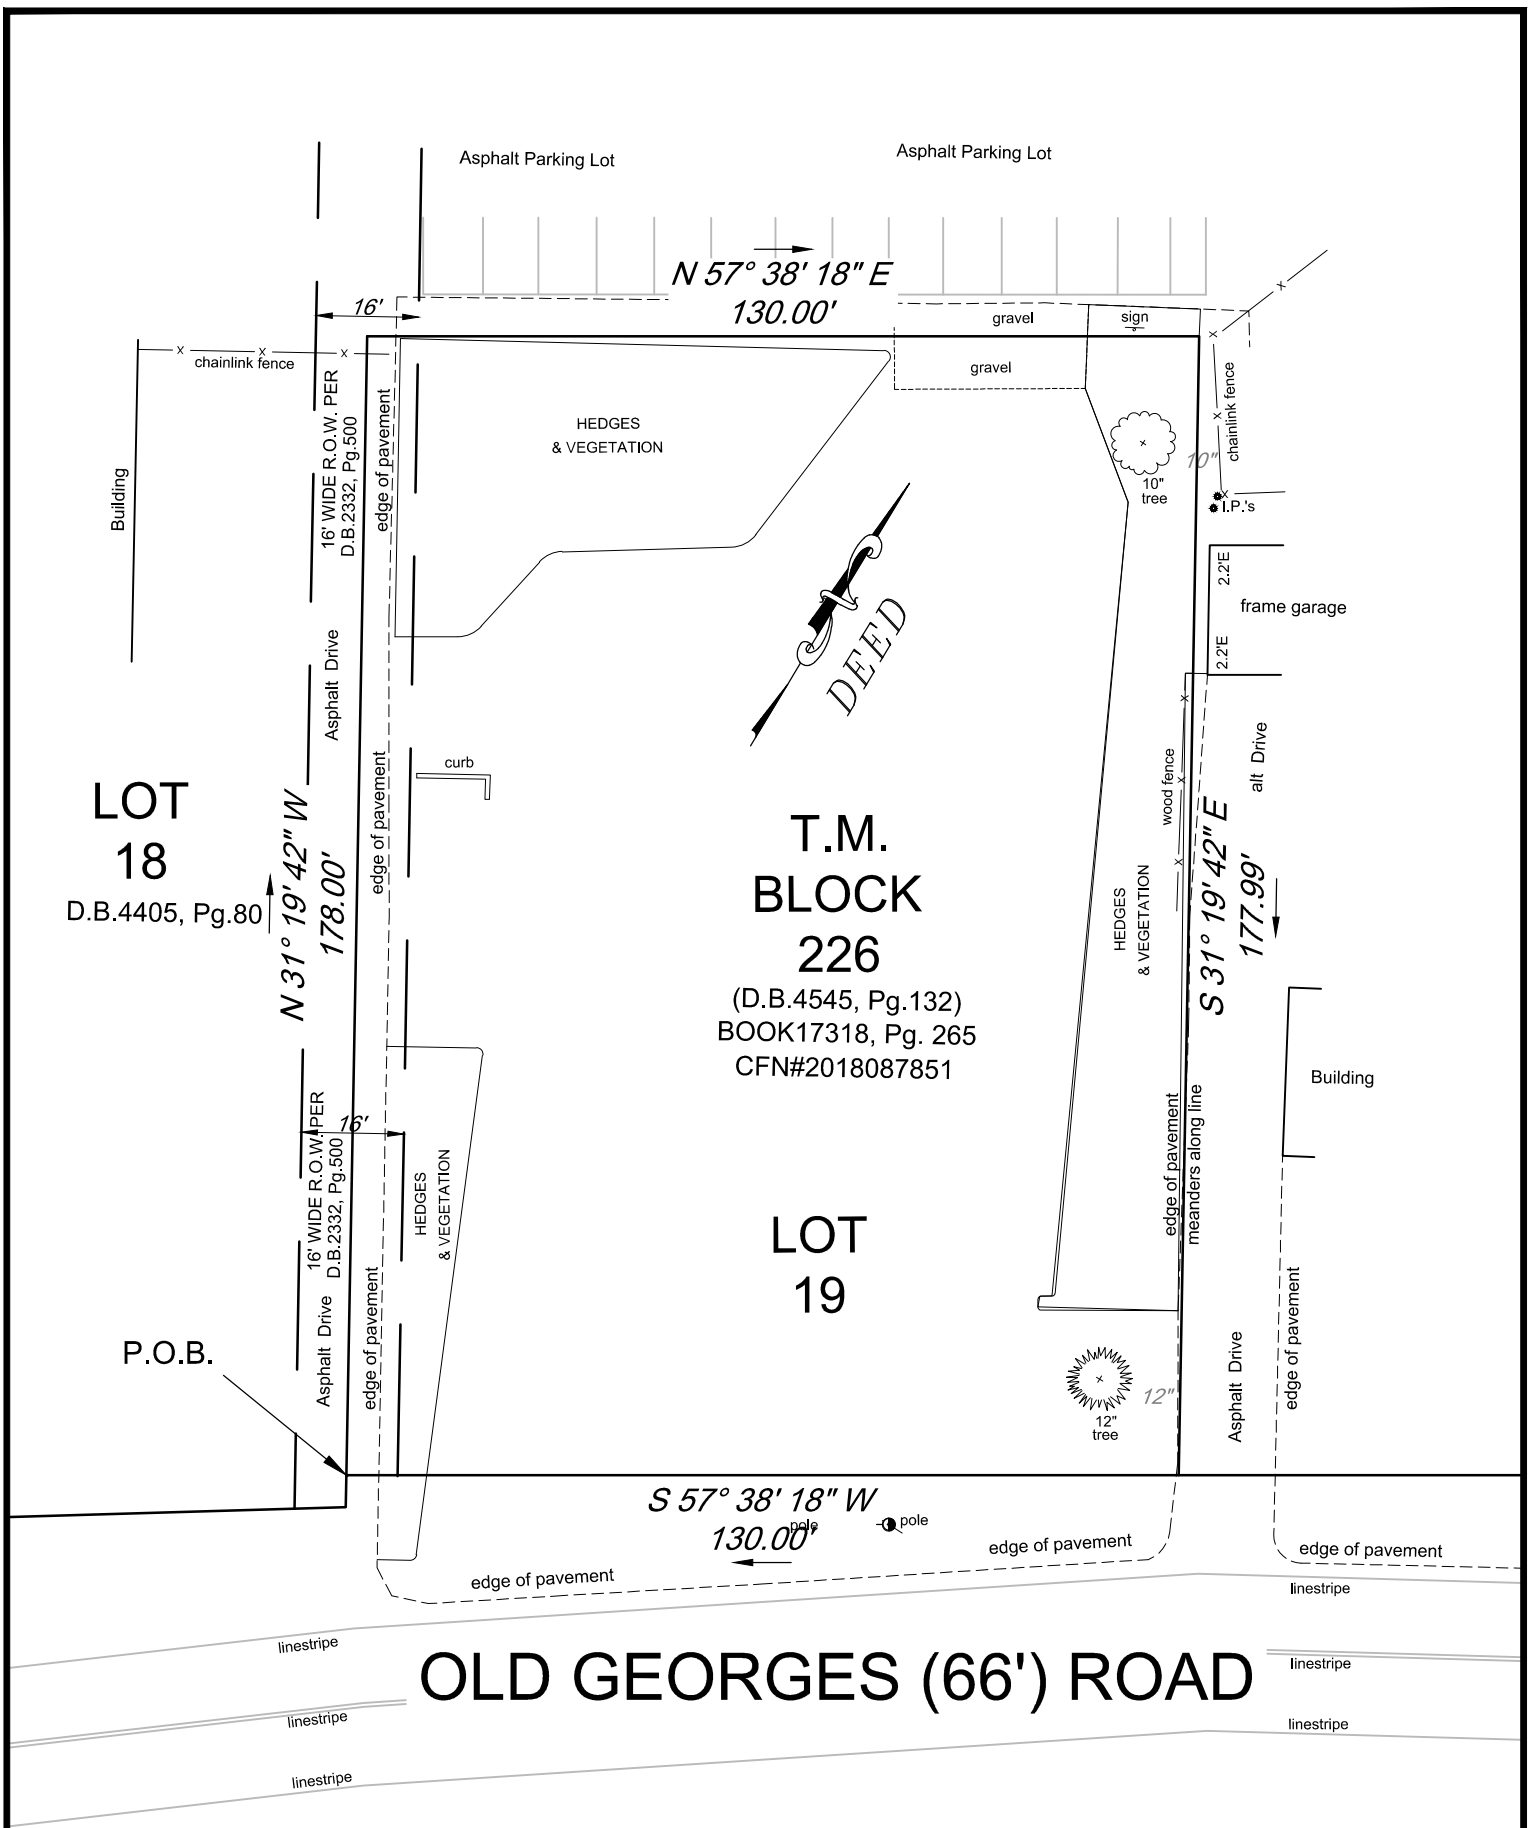 Asphalt Parking Lot
Asphalt Parking Lot
N 57° 38' 18" E
130.00'
16'
gravel
sign
chainlink fence
gravel
chainlink fence
16' WIDE R.O.W. PER
D.B.2332, Pg.500
edge of pavement
HEDGES
& VEGETATION
10"
10"
tree
I.P.'s
Building
2.2'E
frame garage
2.2'E
DEED
Asphalt Drive
curb
edge of pavement
wood fence
alt Drive
LOT
18
D.B.4405, Pg.80
N 31° 19' 42" W
178.00'
T.M.
BLOCK
226
(D.B.4545, Pg.132)
BOOK17318, Pg. 265
CFN#2018087851
HEDGES
& VEGETATION
S 31° 19' 42" E
177.99'
Building
16' WIDE R.O.W. PER
D.B.2332, Pg.500
16'
HEDGES
& VEGETATION
edge of pavement
meanders along line
LOT
19
P.O.B.
Asphalt Drive
edge of pavement
12"
12"
tree
Asphalt Drive
edge of pavement
S 57° 38' 18" W
130.00'
pole
pole
edge of pavement
edge of pavement
edge of pavement
linestripe
linestripe
OLD GEORGES (66') ROAD
linestripe
linestripe
linestripe
linestripe